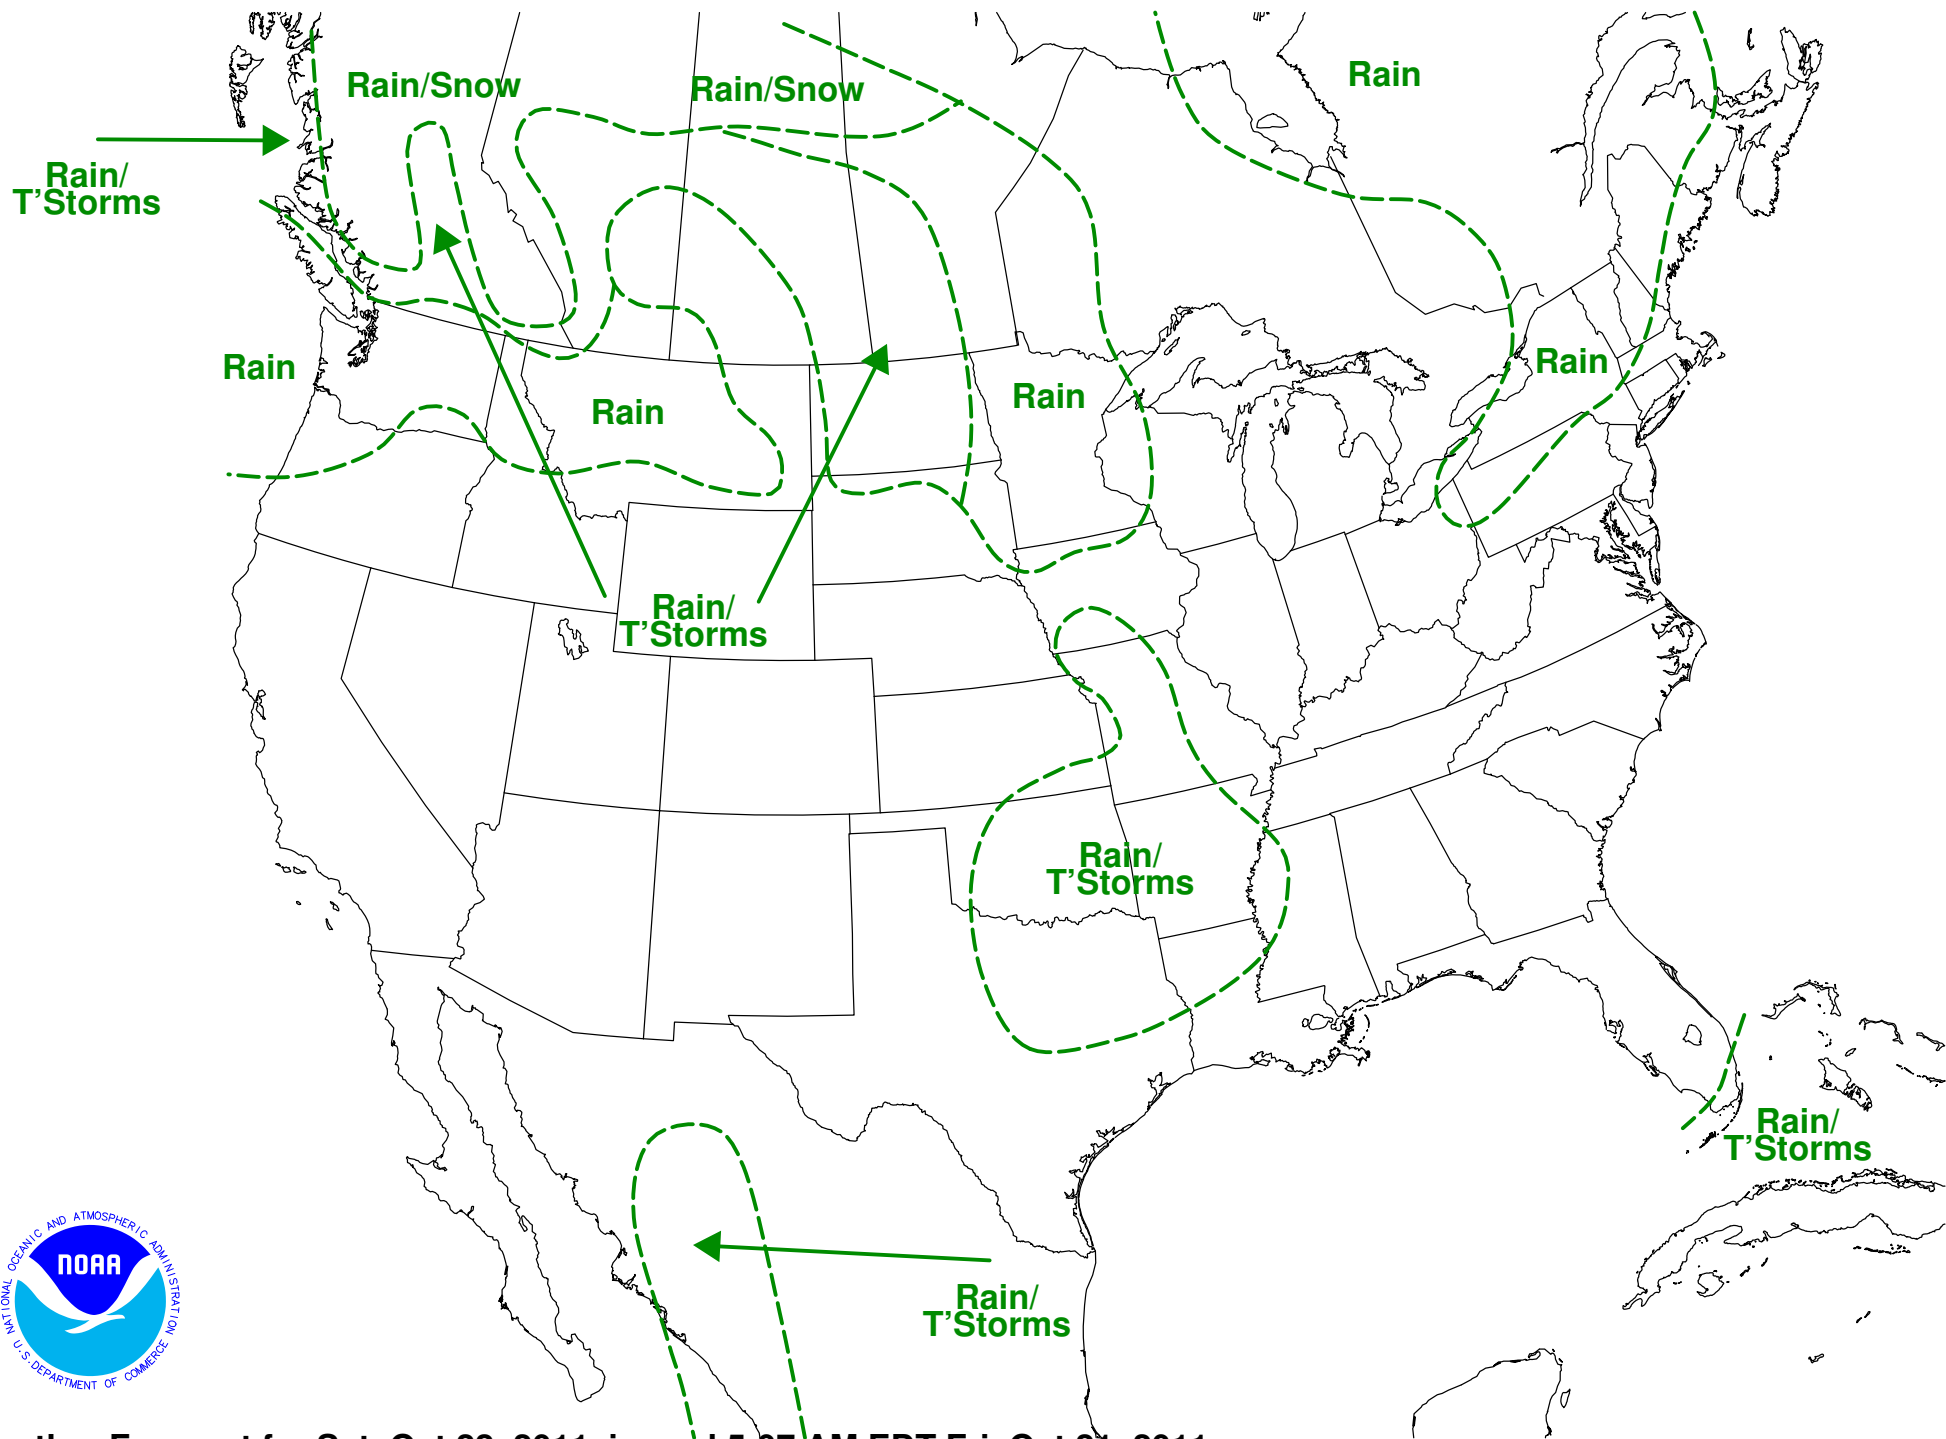 Rain/Snow
Rain/Snow
Rain
Rain/
T'Storms
Rain
Rain
Rain
Rain
Rain/
T'Storms
Rain/
T'Storms
Rain/
T'Storms
Rain/
T'Storms
NATIONAL OCEANIC AND ATMOSPHERIC ADMINISTRATION
NOAA
U.S. DEPARTMENT OF COMMERCE